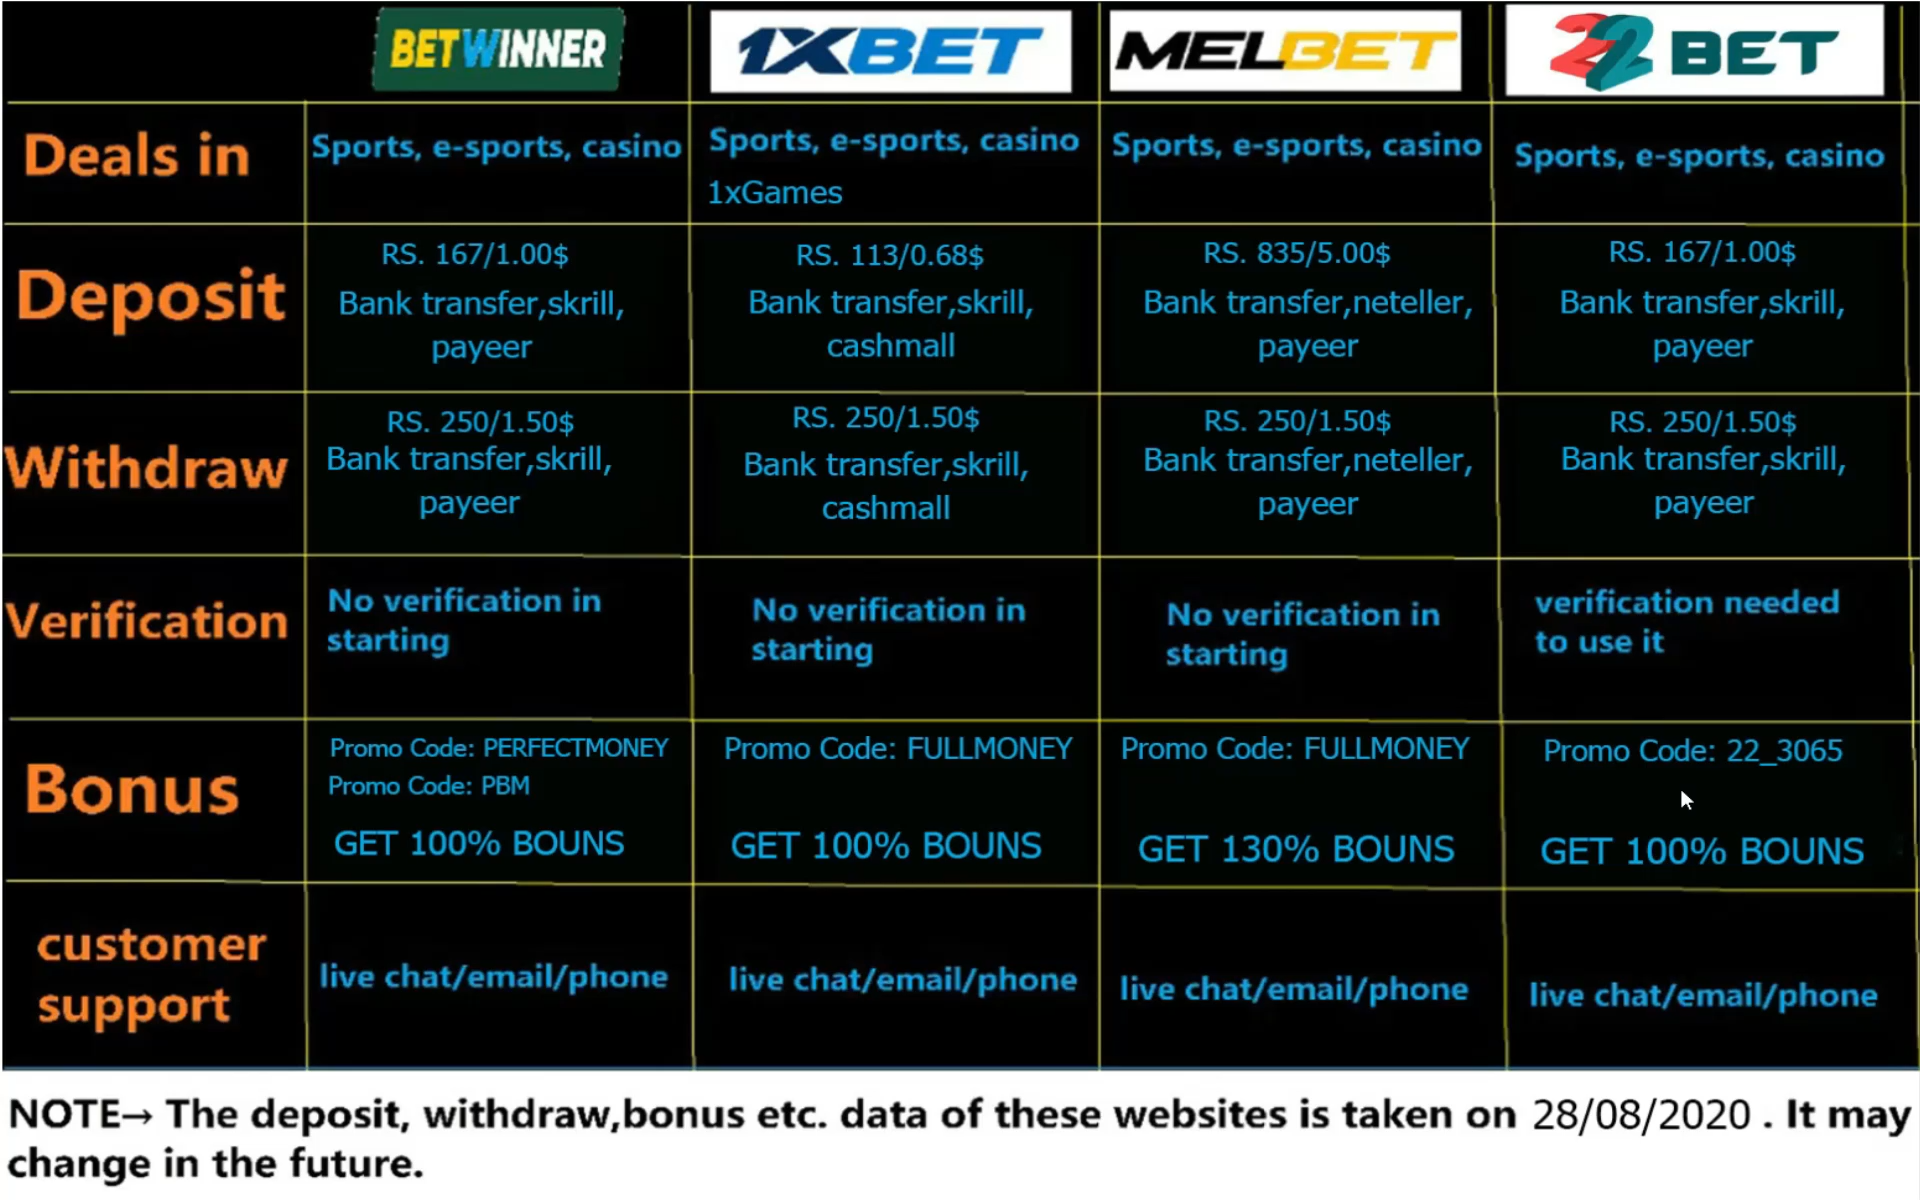 BETWINNER 1XBET MELBET 22 BET
Deals in
Sports, e-sports, casino
Sports, e-sports, casino
1xGames
Sports, e-sports, casino
Sports, e-sports, casino
Deposit
RS. 167/1.00$
Bank transfer,skrill,
payeer
RS. 113/0.68$
Bank transfer,skrill,
cashmall
RS. 835/5.00$
Bank transfer,neteller,
payeer
RS. 167/1.00$
Bank transfer,skrill,
payeer
Withdraw
RS. 250/1.50$
Bank transfer,skrill,
payeer
RS. 250/1.50$
Bank transfer,skrill,
cashmall
RS. 250/1.50$
Bank transfer,neteller,
payeer
RS. 250/1.50$
Bank transfer,skrill,
payeer
Verification
No verification in
starting
No verification in
starting
No verification in
starting
verification needed
to use it
Bonus
Promo Code: PERFECTMONEY
Promo Code: PBM
GET 100% BOUNS
Promo Code: FULLMONEY
GET 100% BOUNS
Promo Code: FULLMONEY
GET 130% BOUNS
Promo Code: 22_3065
GET 100% BOUNS
customer
support
live chat/email/phone
live chat/email/phone
live chat/email/phone
live chat/email/phone
NOTE→ The deposit, withdraw,bonus etc. data of these websites is taken on 28/08/2020 . It may
change in the future.